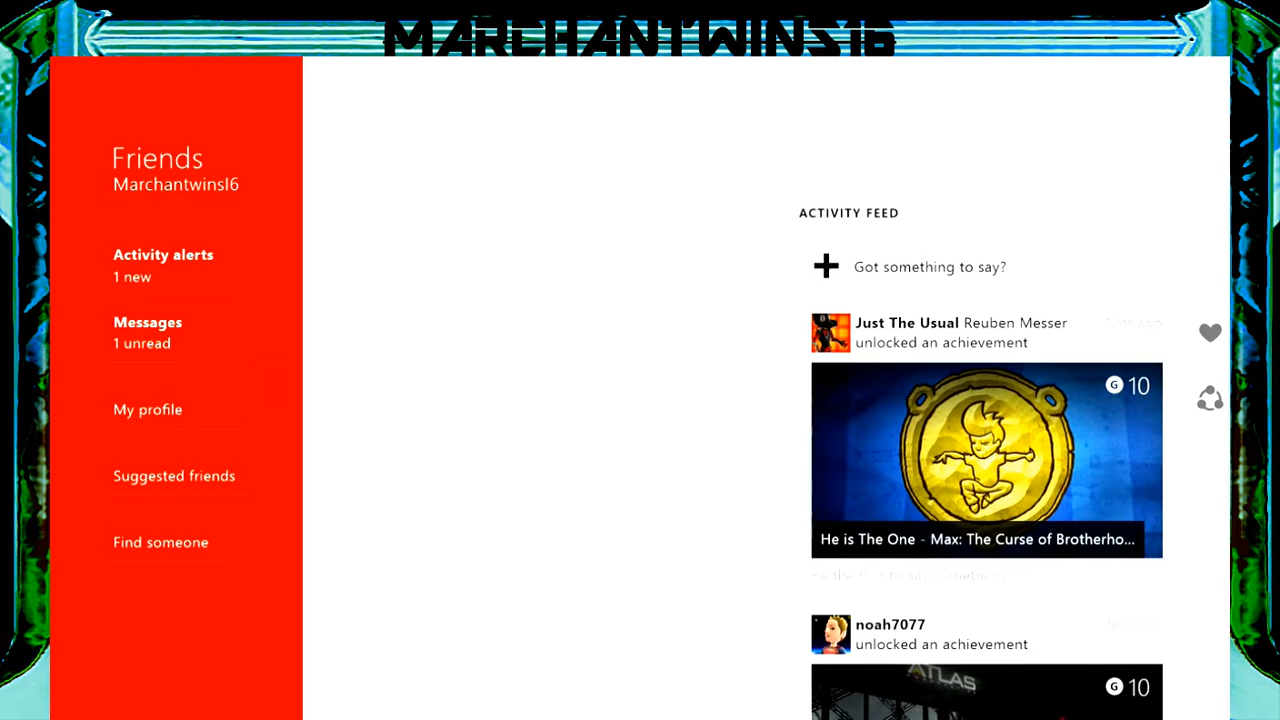 MARCHANTWINS16
Friends
Marchantwins16
Activity alerts
1 new
Messages
1 unread
My profile
Suggested friends
Find someone
ACTIVITY FEED
Got something to say?
Just The Usual Reuben Messer
unlocked an achievement
G 10
He is The One - Max: The Curse of Brotherho...
noah7077
unlocked an achievement
ATLAS
G 10